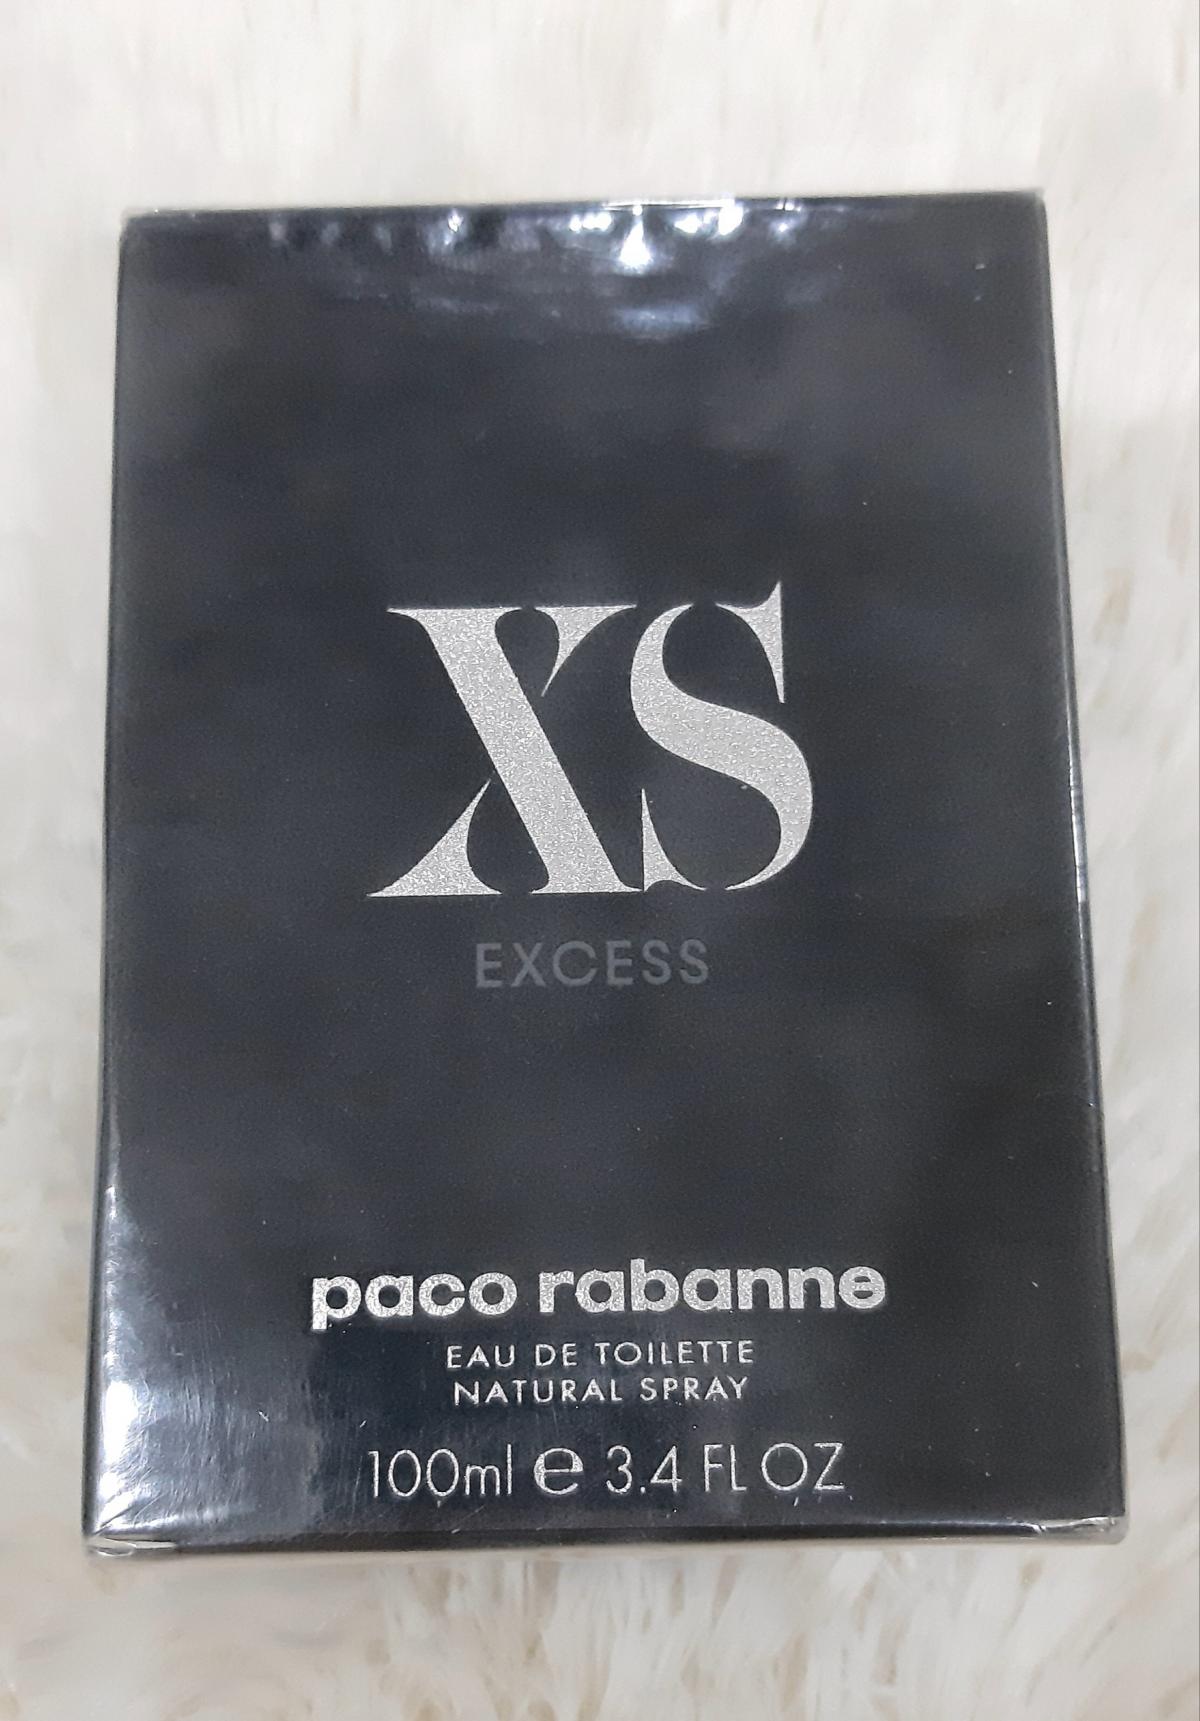 XS
EXCESS
paco rabanne
EAU DE TOILETTE
NATURAL SPRAY
100ml e 3.4 FL OZ